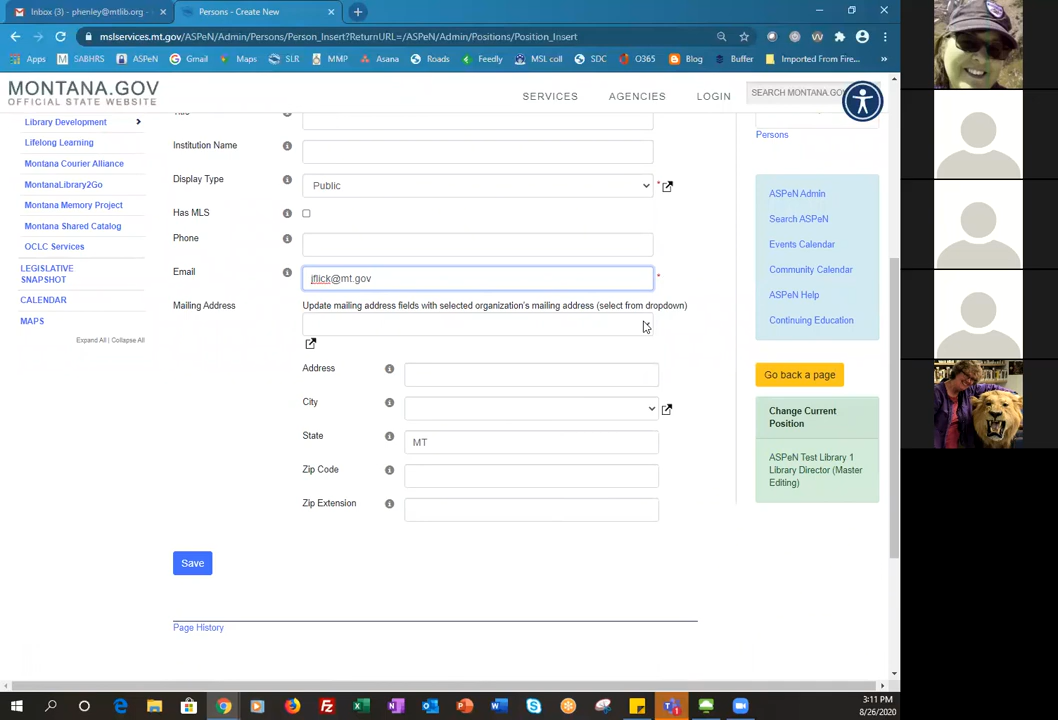 Inbox (3) - phenley@mtlib.org -
Persons - Create New
mslservices.mt.gov/ASPeN/Admin/Persons/Person_Insert?ReturnURL=/ASPeN/Admin/Positions/Position_Insert
Apps SABHRS ASPeN Gmail Maps SLR MMP Asana Roads Feedly MSL coll SDC O365 Blog Buffer Imported From Fire...
MONTANA.GOV
OFFICIAL STATE WEBSITE
SERVICES AGENCIES LOGIN SEARCH MONTANA.GOV
Library Development
Lifelong Learning
Montana Courier Alliance
MontanaLibrary2Go
Montana Memory Project
Montana Shared Catalog
OCLC Services
LEGISLATIVE
SNAPSHOT
CALENDAR
MAPS
Expand All | Collapse All
Institution Name
Display Type
Public
*
Has MLS
Phone
Email
jflick@mt.gov
*
Mailing Address
Update mailing address fields with selected organization's mailing address (select from dropdown)
Address
City
State
MT
Zip Code
Zip Extension
Save
Page History
Persons
ASPeN Admin
Search ASPeN
Events Calendar
Community Calendar
ASPeN Help
Continuing Education
Go back a page
Change Current
Position
ASPeN Test Library 1
Library Director (Master
Editing)
3:11 PM
8/26/2020